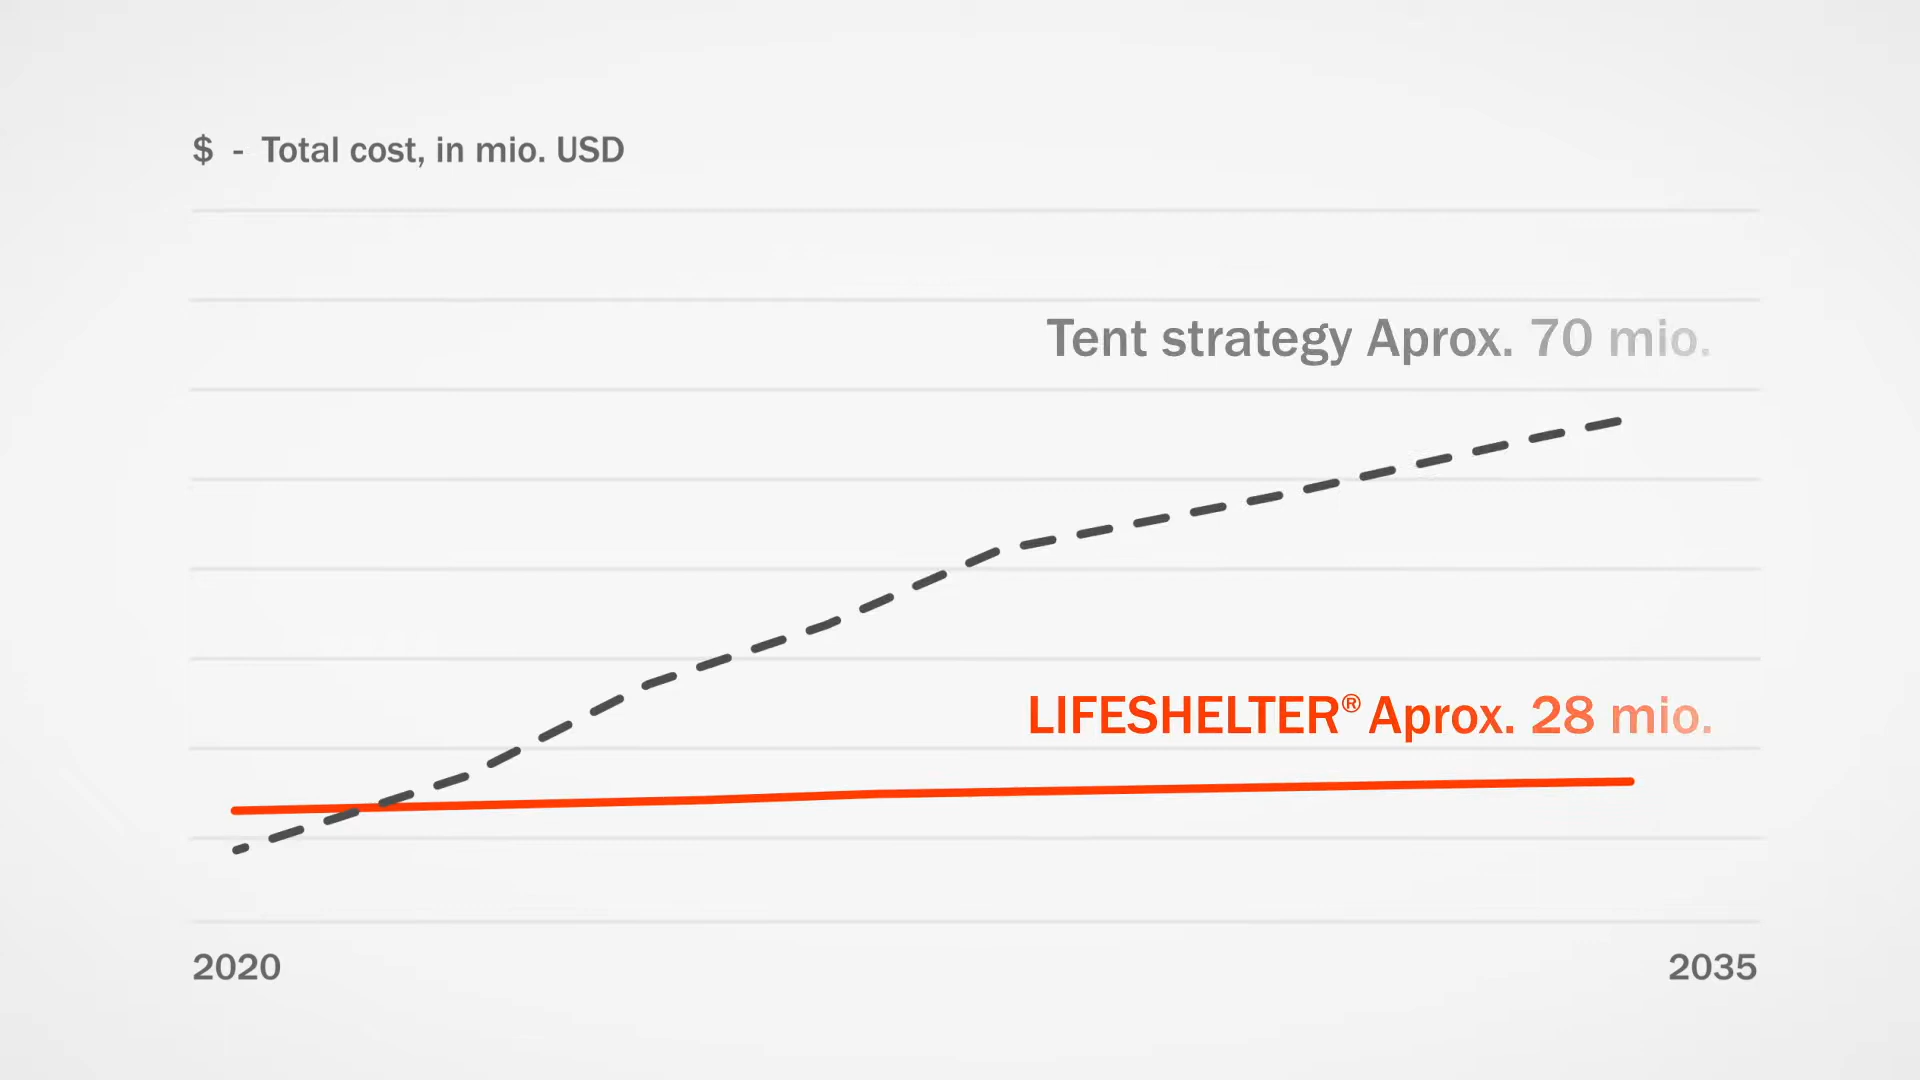 $ - Total cost, in mio. USD
Tent strategy Aprox. 70 mio.
LIFESHELTER® Aprox. 28 mio.
2020 2035